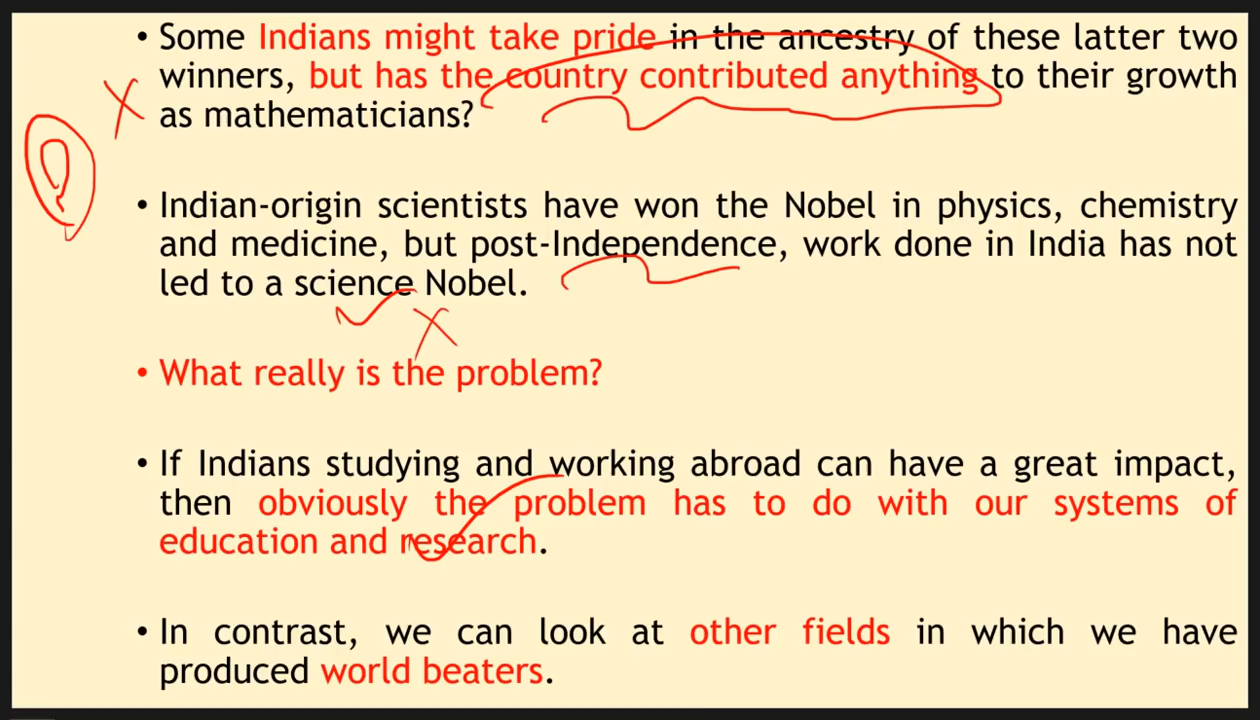 • Some Indians might take pride in the ancestry of these latter two
winners, but has the country contributed anything to their growth
as mathematicians?
• Indian-origin scientists have won the Nobel in physics, chemistry
and medicine, but post-Independence, work done in India has not
led to a science Nobel.
• What really is the problem?
• If Indians studying and working abroad can have a great impact,
then obviously the problem has to do with our systems of
education and research.
• In contrast, we can look at other fields in which we have
produced world beaters.